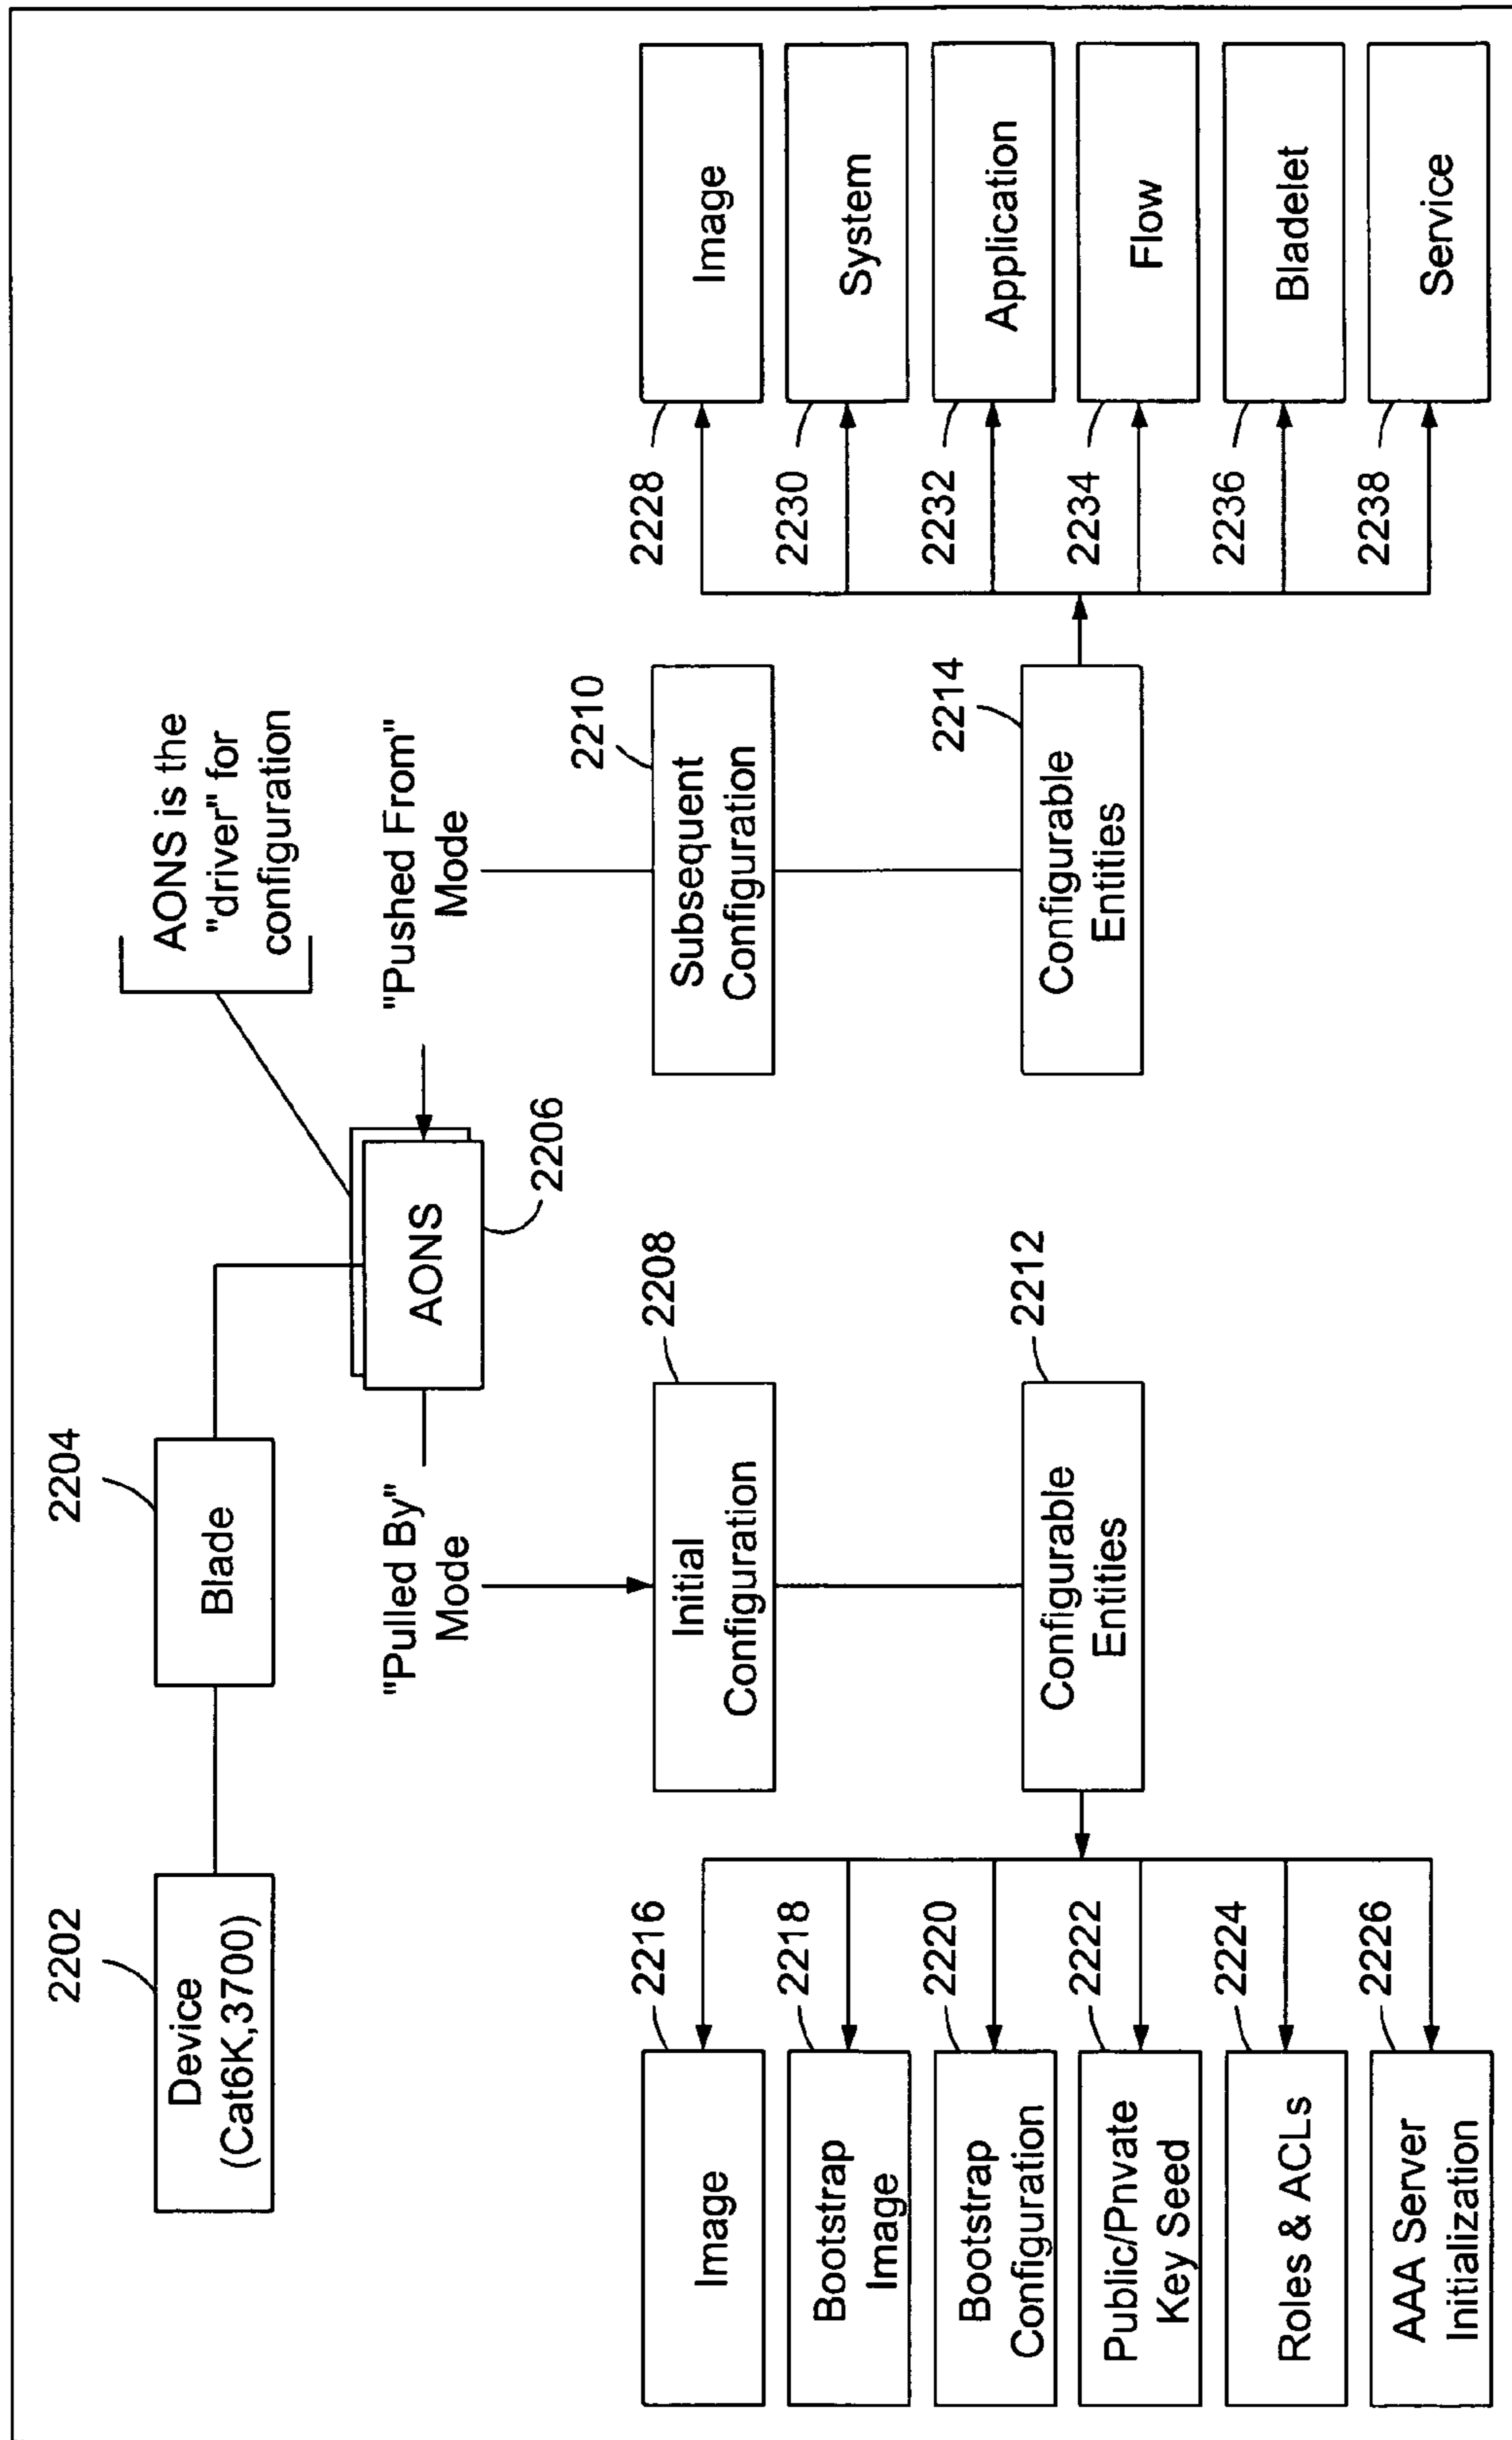 2202
Device
(Cat6K,3700)
2204
Blade
AONS
2206
AONS is the
"driver" for
configuration
"Pulled By"
Mode
"Pushed From"
Mode
2208
Initial
Configuration
2210
Subsequent
Configuration
2212
Configurable
Entities
2214
Configurable
Entities
2216
Image
2218
Bootstrap
Image
2220
Bootstrap
Configuration
2222
Public/Pnvate
Key Seed
2224
Roles & ACLs
2226
AAA Server
Initialization
2228
Image
2230
System
2232
Application
2234
Flow
2236
Bladelet
2238
Service